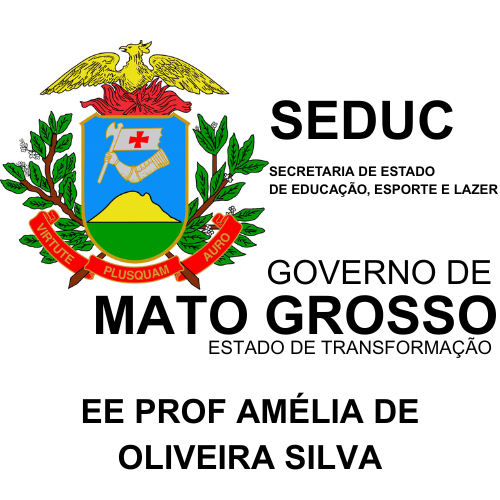 SEDUC
SECRETARIA DE ESTADO
DE EDUCAÇÃO, ESPORTE E LAZER
VIRTUTE PLUSQUAM AURO
GOVERNO DE
MATO GROSSO
ESTADO DE TRANSFORMAÇÃO
EE PROF AMÉLIA DE
OLIVEIRA SILVA